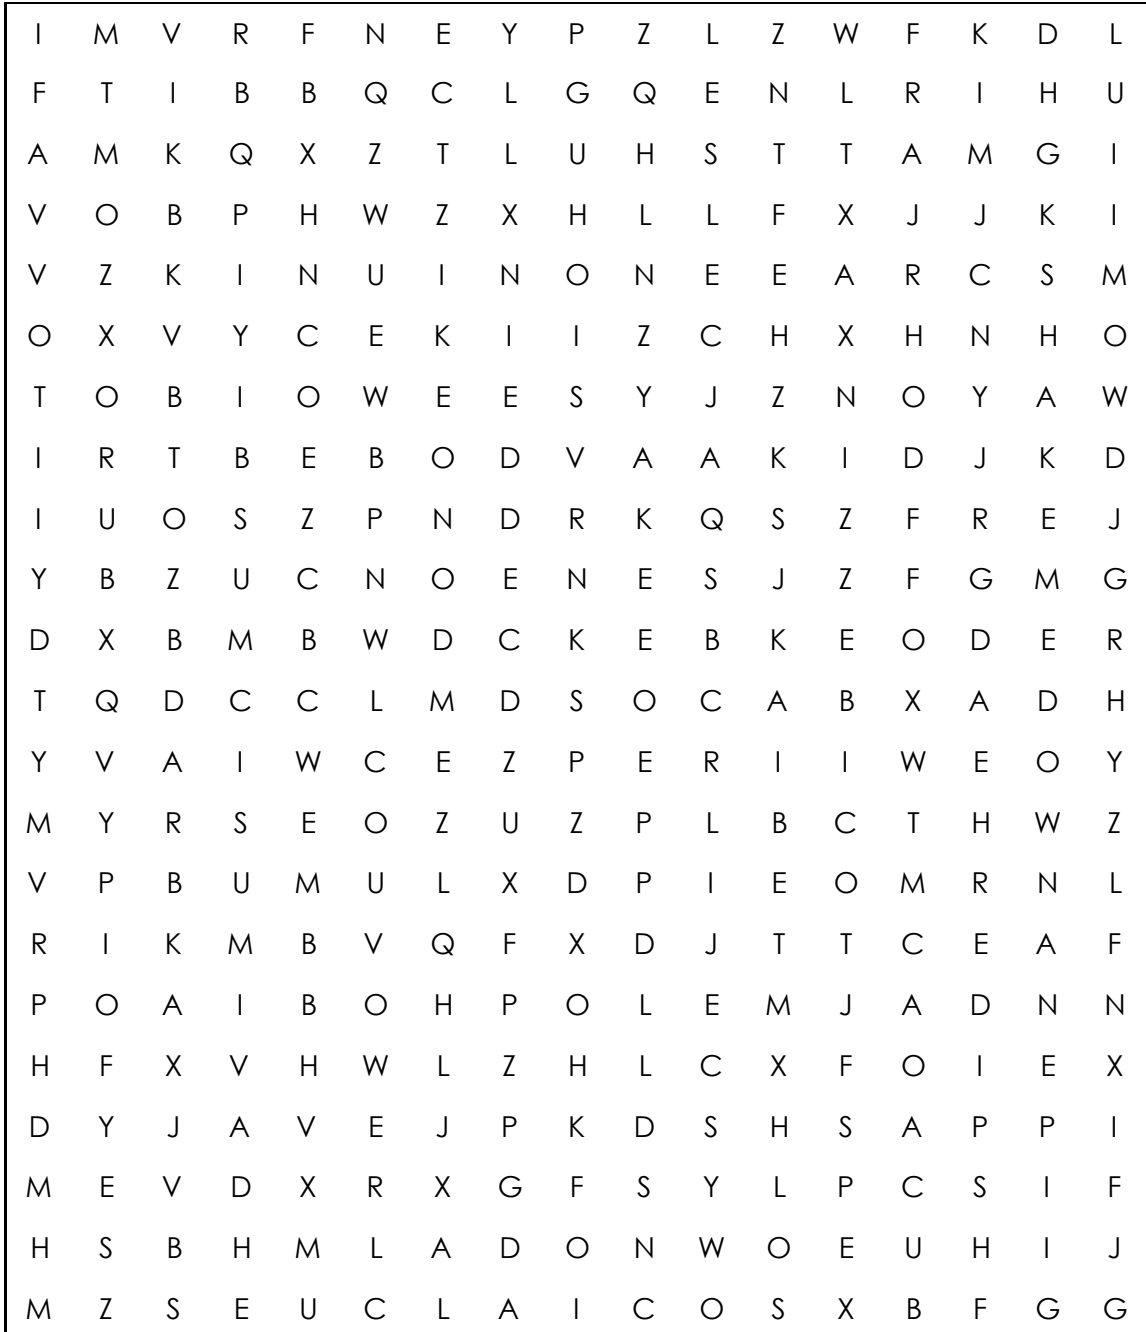 I M V R F N E Y P Z L Z W F K D L
F T I B B Q C L G Q E N L R I H U
A M K Q X Z T L U H S T T A M G I
V O B P H W Z X H L L F X J J K I
V Z K I N U I N O N E E A R C S M
O X V Y C E K I I Z C H X H N H O
T O B I O W E E S Y J Z N O Y A W
I R T B E B O D V A A K I D J K D
I U O S Z P N D R K Q S Z F R E J
Y B Z U C N O E N E S J Z F G M G
D X B M B W D C K E B K E O D E R
T Q D C C L M D S O C A B X A D H
Y V A I W C E Z P E R I I W E O Y
M Y R S E O Z U Z P L B C T H W Z
V P B U M U L X D P I E O M R N L
R I K M B V Q F X D J T T C E A F
P O A I B O H P O L E M J A D N N
H F X V H W L Z H L C X F O I E X
D Y J A V E J P K D S H S A P P I
M E V D X R X G F S Y L P C S I F
H S B H M L A D O N W O E U H I J
M Z S E U C L A I C O S X B F G G